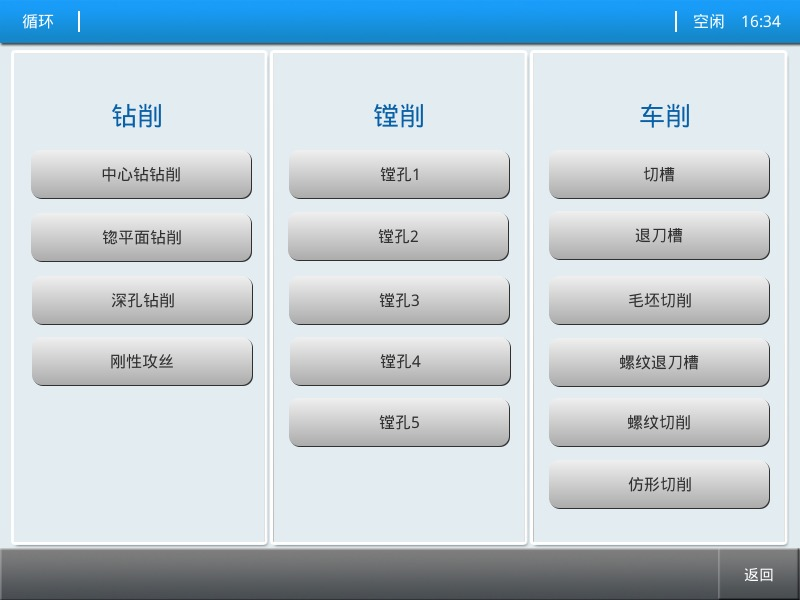 循环
空闲 16:34
钻削
中心钻钻削
锪平面钻削
深孔钻削
刚性攻丝
镗削
镗孔1
镗孔2
镗孔3
镗孔4
镗孔5
车削
切槽
退刀槽
毛坯切削
螺纹退刀槽
螺纹切削
仿形切削
返回